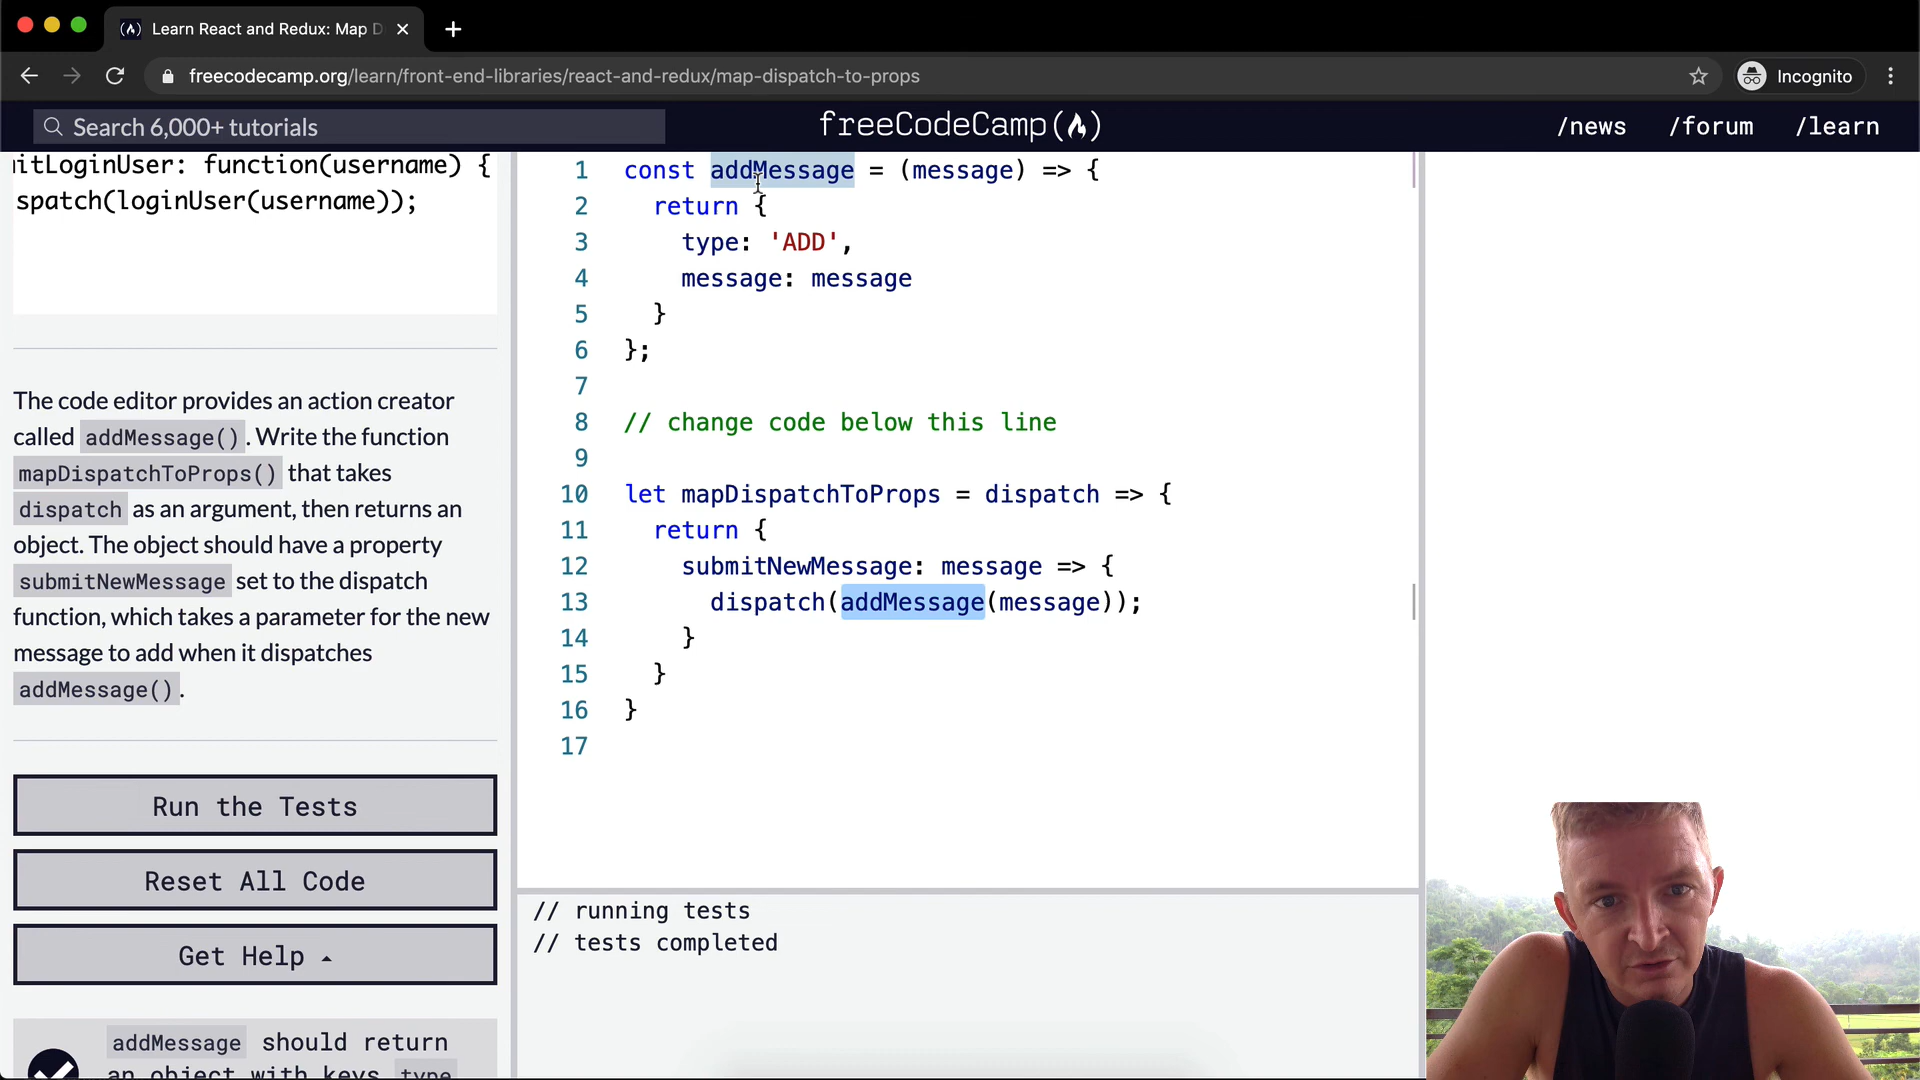 Learn React and Redux: Map D
freecodecamp.org/learn/front-end-libraries/react-and-redux/map-dispatch-to-props
Incognito
Search 6,000+ tutorials
freeCodeCamp
/news /forum /learn
itLoginUser: function(username) {
spatch(loginUser(username));
The code editor provides an action creator
called addMessage(). Write the function
mapDispatchToProps() that takes
dispatch as an argument, then returns an
object. The object should have a property
submitNewMessage set to the dispatch
function, which takes a parameter for the new
message to add when it dispatches
addMessage().
Run the Tests
Reset All Code
Get Help
addMessage should return
an object with keys type
1 const addMessage = (message) => {
2 return {
3 type: 'ADD',
4 message: message
5 }
6 };
7
8 // change code below this line
9
10 let mapDispatchToProps = dispatch => {
11 return {
12 submitNewMessage: message => {
13 dispatch(addMessage(message));
14 }
15 }
16 }
17
// running tests
// tests completed